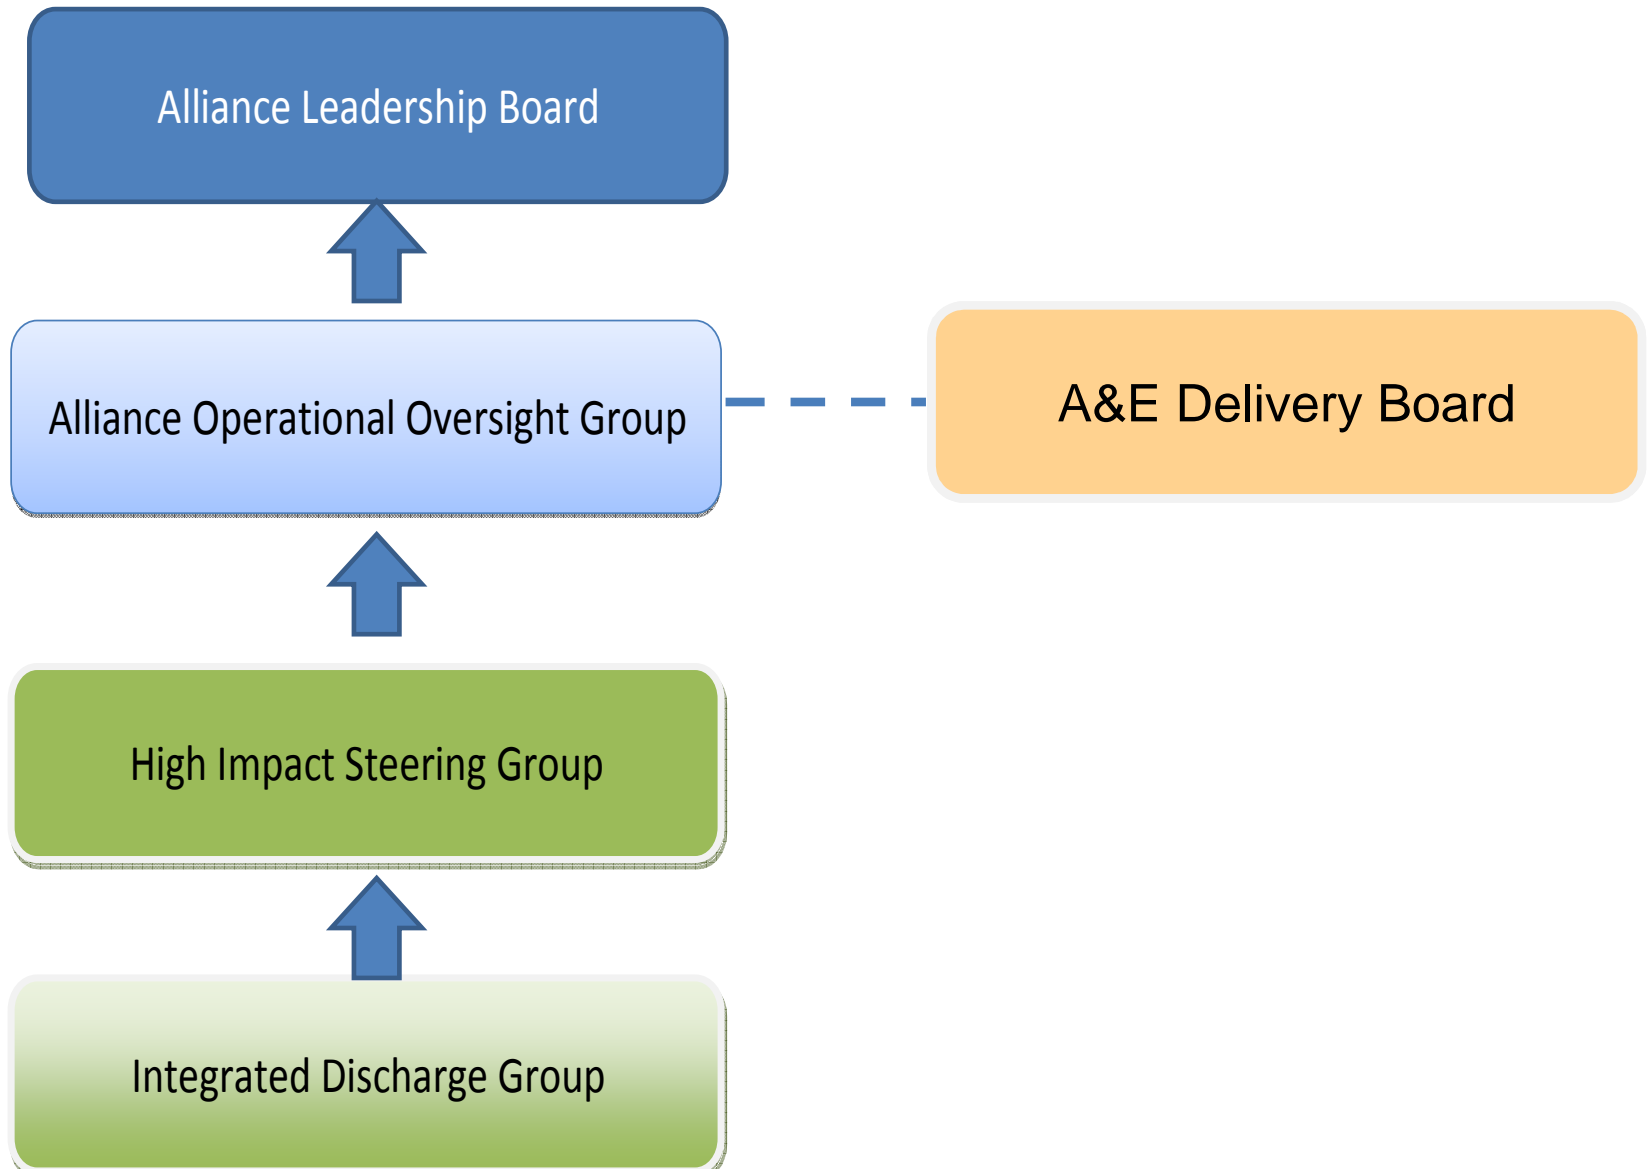 Alliance Leadership Board
Alliance Operational Oversight Group
A&E Delivery Board
High Impact Steering Group
Integrated Discharge Group